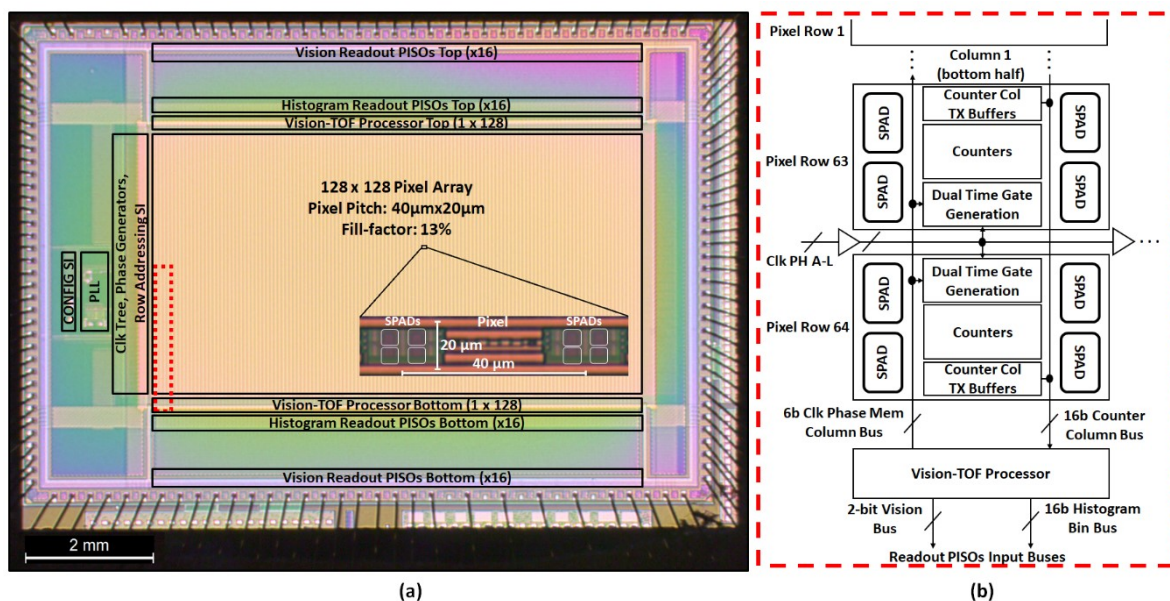 Vision Readout PISOs Top (x16)
Histogram Readout PISOs Top (x16)
Vision-TOF Processor Top (1 x 128)
CONFIG SI
PLL
Clk Tree, Phase Generators,
Row Addressing SI
128 x 128 Pixel Array
Pixel Pitch: 40μmx20μm
Fill-factor: 13%
SPADs
Pixel
SPADs
20 μm
40 μm
Vision-TOF Processor Bottom (1 x 128)
Histogram Readout PISOs Bottom (x16)
Vision Readout PISOs Bottom (x16)
2 mm
(a)
Pixel Row 1
Column 1
(bottom half)
SPAD
SPAD
Counter Col
TX Buffers
Counters
Dual Time Gate
Generation
SPAD
SPAD
Pixel Row 63
Clk PH A-L
SPAD
SPAD
Dual Time Gate
Generation
Counters
Counter Col
TX Buffers
SPAD
SPAD
Pixel Row 64
6b Clk Phase Mem
Column Bus
16b Counter
Column Bus
Vision-TOF Processor
2-bit Vision
Bus
16b Histogram
Bin Bus
Readout PISOs Input Buses
(b)